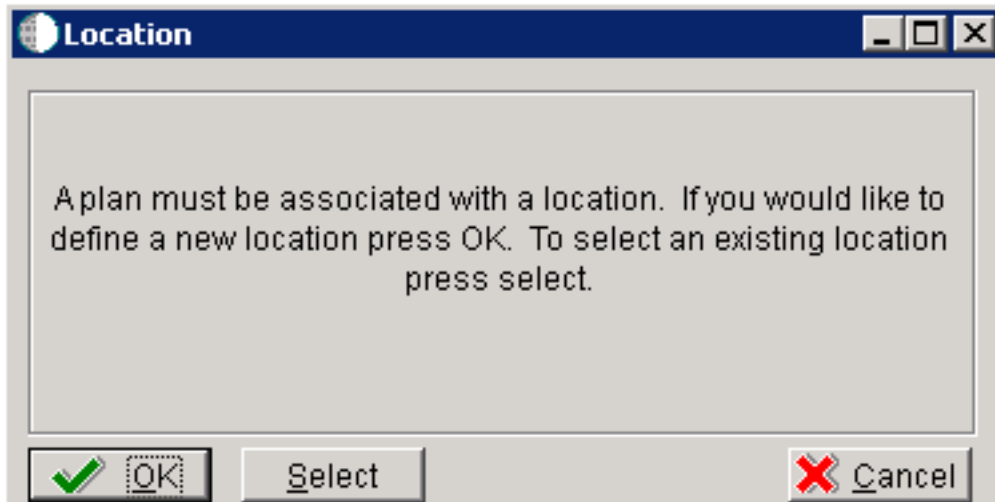 Location
A plan must be associated with a location.  If you would like to
define a new location press OK.  To select an existing location
press select.
OK Select Cancel